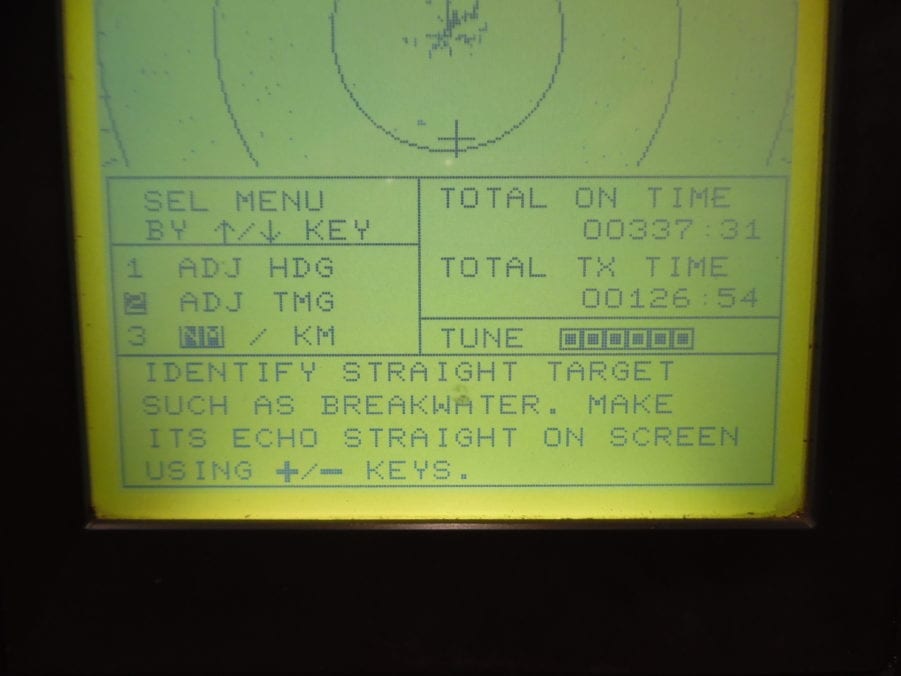 SEL MENU
BY ↑/↓ KEY
1 ADJ HDG
2 ADJ TMG
3 NM / KM
TOTAL ON TIME
00337:31
TOTAL TX TIME
00126:54
TUNE
IDENTIFY STRAIGHT TARGET
SUCH AS BREAKWATER. MAKE
ITS ECHO STRAIGHT ON SCREEN
USING +/- KEYS.